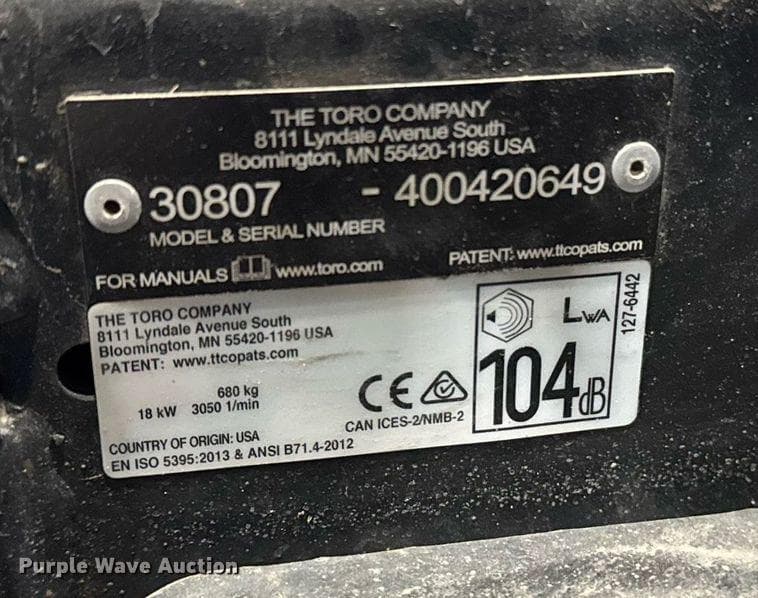 THE TORO COMPANY
8111 Lyndale Avenue South
Bloomington, MN 55420-1196 USA
30807 - 400420649
MODEL & SERIAL NUMBER
FOR MANUALS www.toro.com
PATENT: www.ttcopats.com
THE TORO COMPANY
8111 Lyndale Avenue South
Bloomington, MN 55420-1196 USA
PATENT: www.ttcopats.com
680 kg
18 kW 3050 1/min
COUNTRY OF ORIGIN: USA
EN ISO 5395:2013 & ANSI B71.4-2012
CE
CAN ICES-2/NMB-2
LWA
104dB
127-6442
Purple Wave Auction